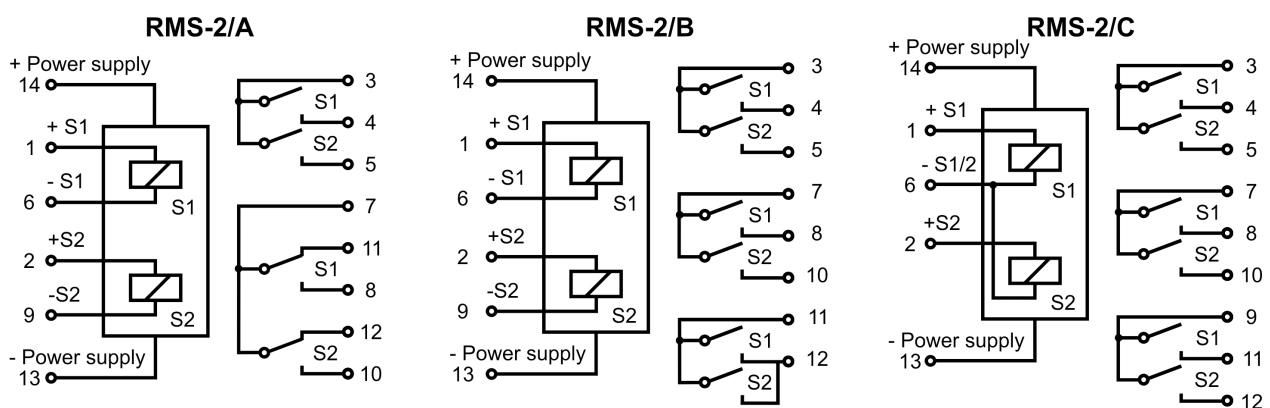 RMS-2/A
+ Power supply
14
+ S1
1
- S1
6
+S2
2
-S2
9
- Power supply
13
S1
S2
3
S1
4
S2
5
7
11
S1
8
12
S2
10
RMS-2/B
+ Power supply
14
+ S1
1
- S1
6
+S2
2
-S2
9
- Power supply
13
S1
S2
3
S1
4
S2
5
7
S1
8
S2
10
11
S1
12
S2
RMS-2/C
+ Power supply
14
+ S1
1
- S1/2
6
+S2
2
- Power supply
13
S1
S2
3
S1
4
S2
5
7
S1
8
S2
10
9
S1
11
S2
12